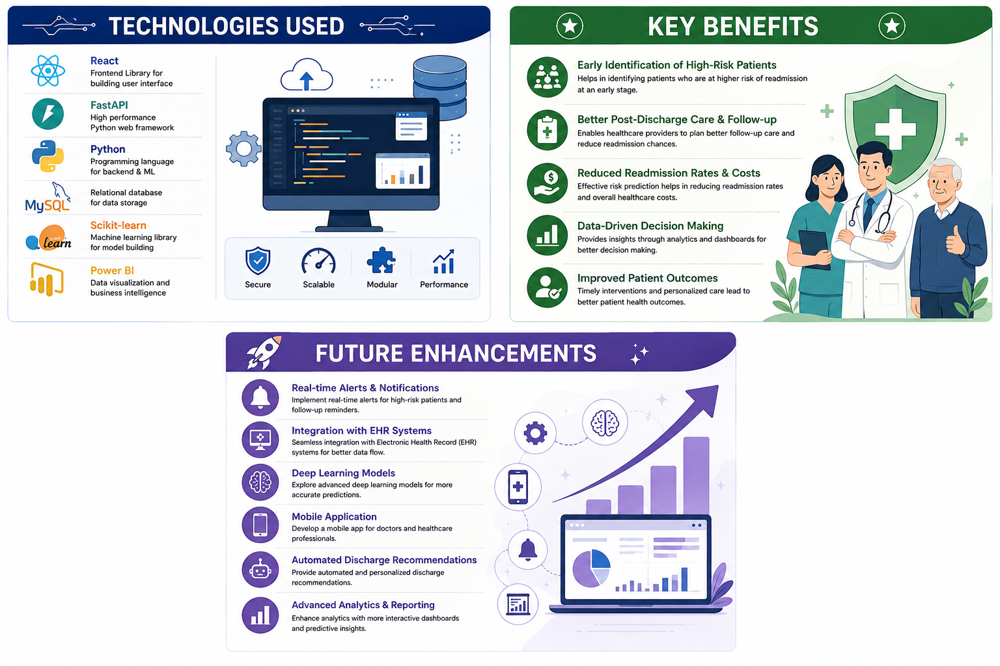 TECHNOLOGIES USED
React
Frontend Library for
building user interface
FastAPI
High performance
Python web framework
Python
Programming language
for backend & ML
MySQL
Relational database
for data storage
Scikit-learn
learn
Machine learning library
for model building
Power BI
Data visualization and
business intelligence
Secure
Scalable
Modular
Performance
KEY BENEFITS
Early Identification of High-Risk Patients
Helps in identifying patients who are at higher risk of readmission
at an early stage.
Better Post-Discharge Care & Follow-up
Enables healthcare providers to plan better follow-up care and
reduce readmission chances.
Reduced Readmission Rates & Costs
Effective risk prediction helps in reducing readmission rates
and overall healthcare costs.
Data-Driven Decision Making
Provides insights through analytics and dashboards for
better decision making.
Improved Patient Outcomes
Timely interventions and personalized care lead to
better patient health outcomes.
FUTURE ENHANCEMENTS
Real-time Alerts & Notifications
Implement real-time alerts for high-risk patients and
follow-up reminders.
Integration with EHR Systems
Seamless integration with Electronic Health Record (EHR)
systems for better data flow.
Deep Learning Models
Explore advanced deep learning models for more
accurate predictions.
Mobile Application
Develop a mobile app for doctors and healthcare
professionals.
Automated Discharge Recommendations
Provide automated and personalized discharge
recommendations.
Advanced Analytics & Reporting
Enhance analytics with more interactive dashboards
and predictive insights.